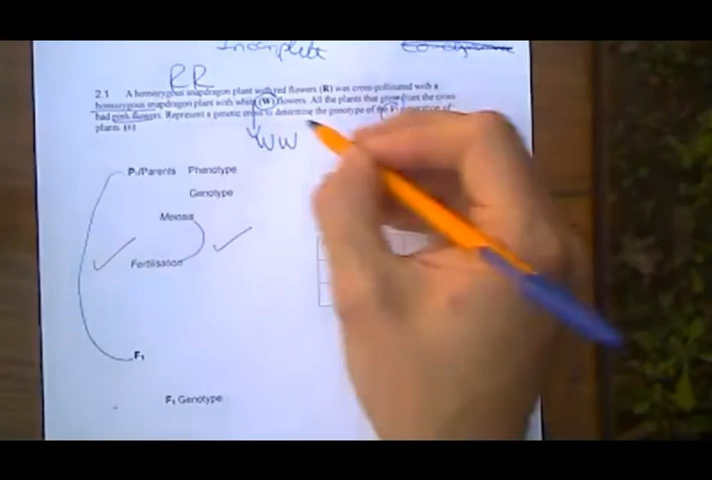 Incomplete
RR
2.1 A homozygous snapdragon plant with red flowers (R) was cross-pollinated with a
homozygous snapdragon plant with white (W) flowers. All the plants that grew from the cross
had pink flowers. Represent a genetic cross to determine the genotype of the F₁ generation of
plants. (6)
WW
P₁/Parents Phenotype
Genotype
Meiosis
Fertilisation
F₁
F₁ Genotype